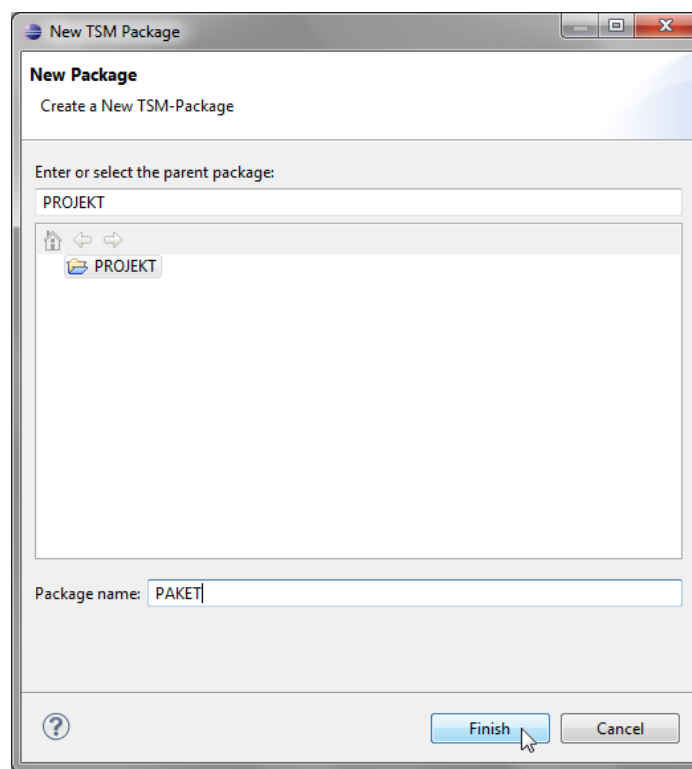 New TSM Package
New Package
Create a New TSM-Package
Enter or select the parent package:
PROJEKT
PROJEKT
Package name: PAKET
? Finish Cancel